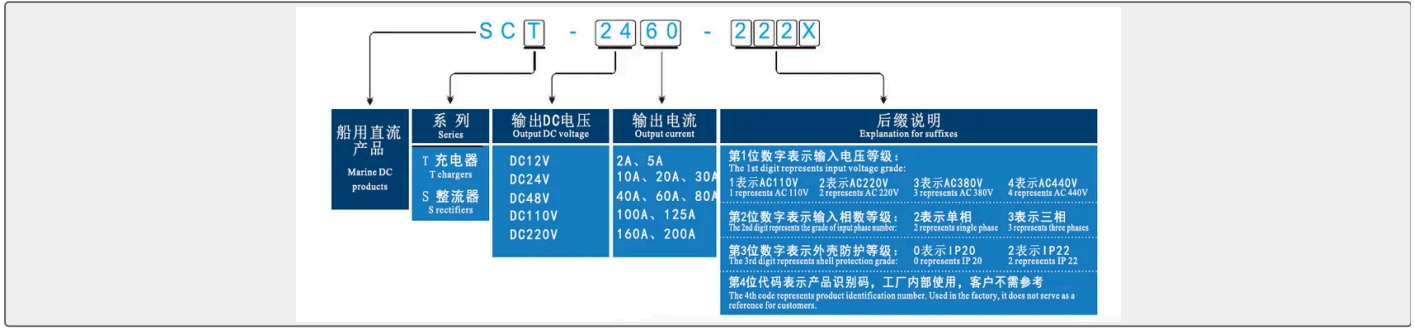 SCT - 2460 - 222X
船用直流
产品
Marine DC
products
系 列
Series
T 充电器
T chargers
S 整流器
S rectifiers
输出DC电压
Output DC voltage
DC12V
DC24V
DC48V
DC110V
DC220V
输出电流
Output current
2A、5A
10A、20A、30A
40A、60A、80A
100A、125A
160A、200A
后缀说明
Explanation for suffixes
第1位数字表示输入电压等级：
The 1st digit represents input voltage grade:
1表示AC110V 2表示AC220V 3表示AC380V 4表示AC440V
1 represents AC 110V 2 represents AC 220V 3 represents AC 380V 4 represents AC 440V
第2位数字表示输入相数等级： 2表示单相 3表示三相
The 2nd digit represents the grade of input phase number: 2 represents single phase 3 represents three phases
第3位数字表示外壳防护等级： 0表示IP20 2表示IP22
The 3rd digit represents shell protection grade: 0 represents IP 20 2 represents IP 22
第4位代码表示产品识别码，工厂内部使用，客户不需参考
The 4th code represents product identification number. Used in the factory, it does not serve as a
reference for customers.